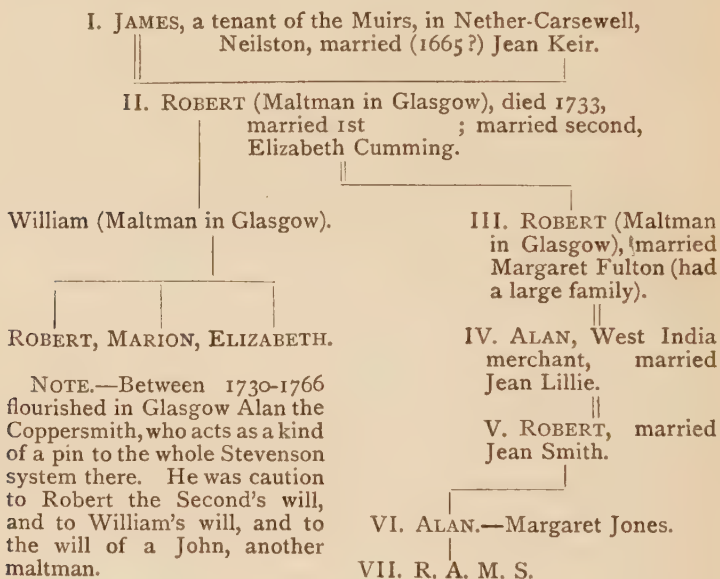 I. JAMES, a tenant of the Muirs, in Nether-Carsewell,
Neilston, married (1665 ?) Jean Keir.
II. ROBERT (Maltman in Glasgow), died 1733,
married 1st ; married second,
Elizabeth Cumming.
William (Maltman in Glasgow).
ROBERT, MARION, ELIZABETH.
NOTE.—Between 1730-1766
flourished in Glasgow Alan the
Coppersmith, who acts as a kind
of a pin to the whole Stevenson
system there. He was caution
to Robert the Second's will,
and to William's will, and to
the will of a John, another
maltman.
III. ROBERT (Maltman
in Glasgow), married
Margaret Fulton (had
a large family).
IV. ALAN, West India
merchant, married
Jean Lillie.
V. ROBERT, married
Jean Smith.
VI. ALAN.—Margaret Jones.
VII. R. A. M. S.